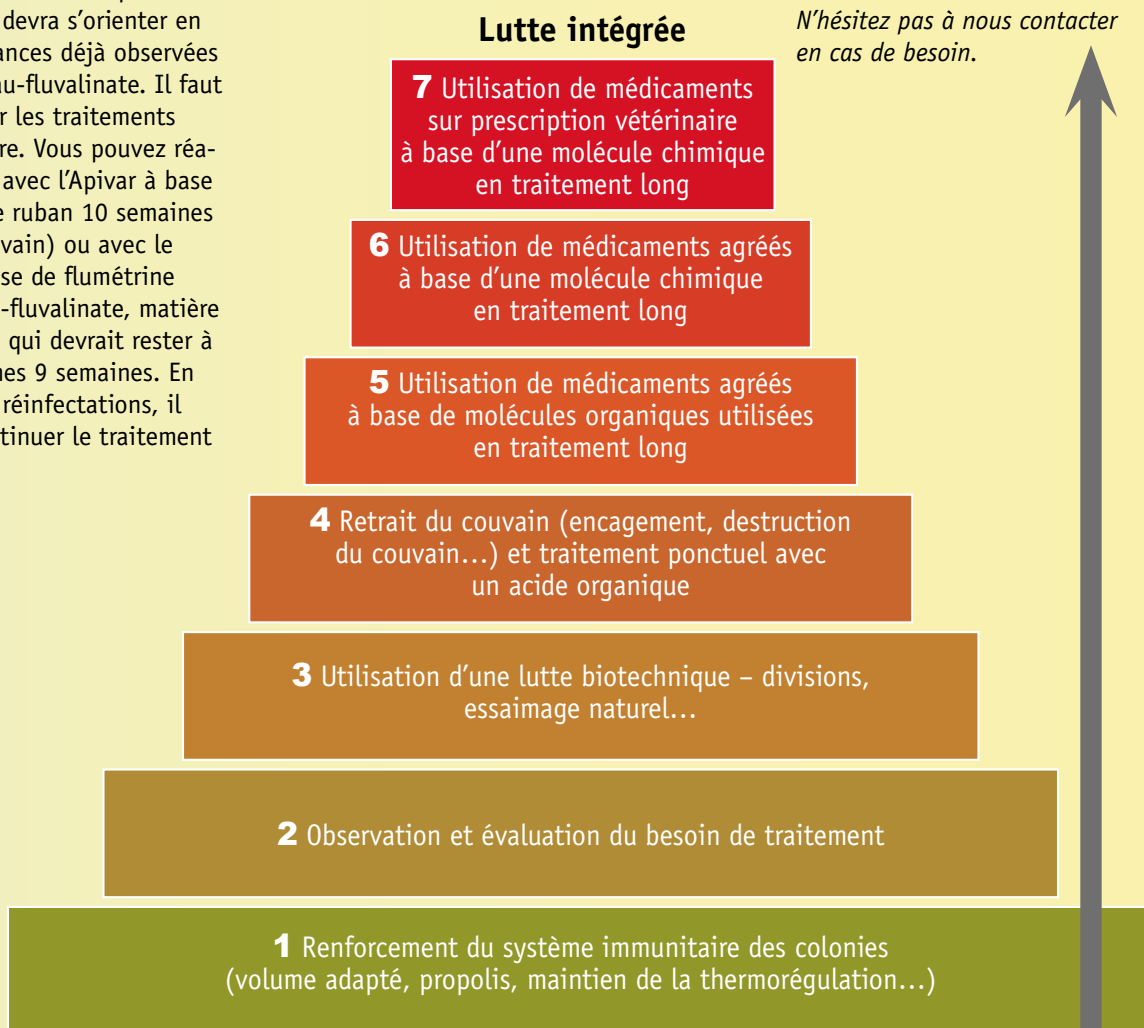 devra s’orienter en
ances déjà observées
au-fluvalinate. Il faut
r les traitements
re. Vous pouvez réa-
avec l’Apivar à base
e ruban 10 semaines
vain) ou avec le
se de flumétrine
-fluvalinate, matière
qui devrait rester à
nes 9 semaines. En
réinfectations, il
tinuer le traitement
Lutte intégrée
N’hésitez pas à nous contacter
en cas de besoin.
7 Utilisation de médicaments
sur prescription vétérinaire
à base d’une molécule chimique
en traitement long
6 Utilisation de médicaments agréés
à base d’une molécule chimique
en traitement long
5 Utilisation de médicaments agréés
à base de molécules organiques utilisées
en traitement long
4 Retrait du couvain (encagement, destruction
du couvain…) et traitement ponctuel avec
un acide organique
3 Utilisation d’une lutte biotechnique – divisions,
essaimage naturel…
2 Observation et évaluation du besoin de traitement
1 Renforcement du système immunitaire des colonies
(volume adapté, propolis, maintien de la thermorégulation…)